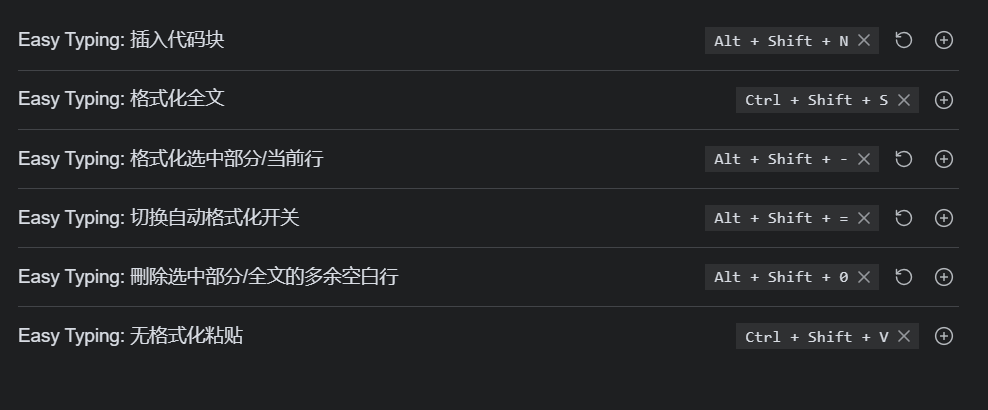 Easy Typing: 插入代码块 Alt + Shift + N
Easy Typing: 格式化全文 Ctrl + Shift + S
Easy Typing: 格式化选中部分/当前行 Alt + Shift + -
Easy Typing: 切换自动格式化开关 Alt + Shift + =
Easy Typing: 刪除选中部分/全文的多余空白行 Alt + Shift + 0
Easy Typing: 无格式化粘贴 Ctrl + Shift + V